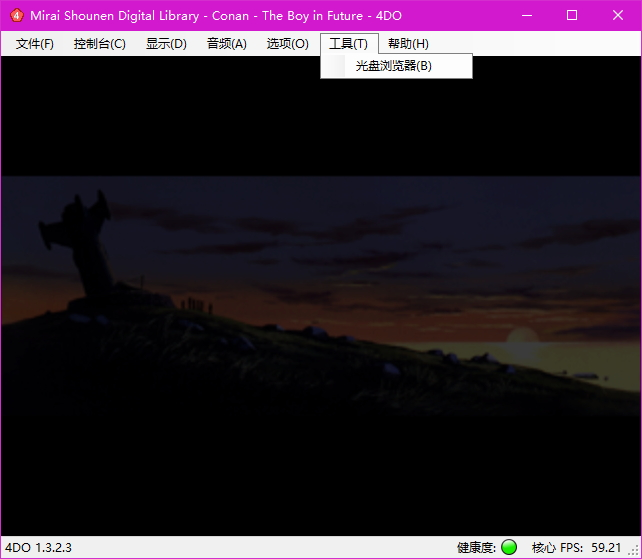 Mirai Shounen Digital Library - Conan - The Boy in Future - 4DO
文件(F) 控制台(C) 显示(D) 音频(A) 选项(O) 工具(T) 帮助(H)
光盘浏览器(B)
4DO 1.3.2.3 健康度: 核心 FPS: 59.21